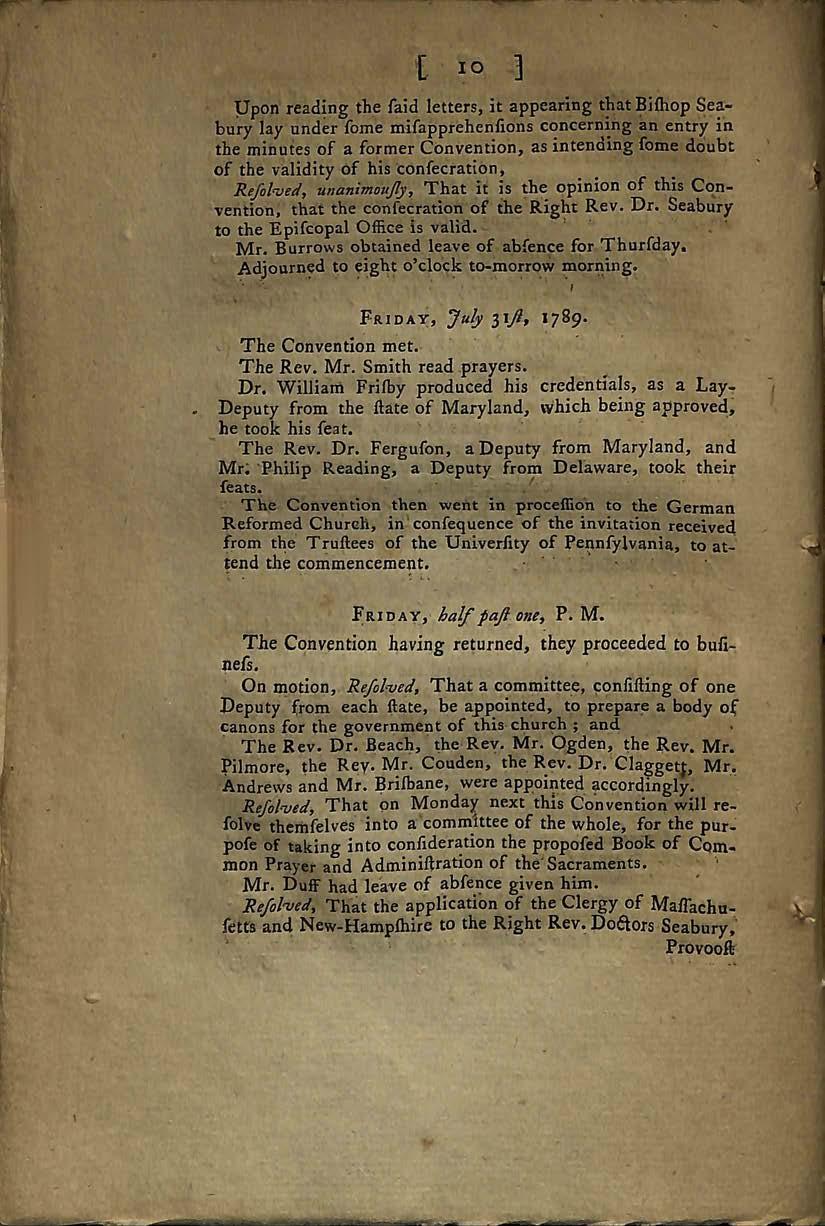 [ 10 ]
Upon reading the ſaid letters, it appearing that Biſhop Sea-
bury lay under ſome miſapprehenſions concerning an entry in
the minutes of a former Convention, as intending ſome doubt
of the validity of his conſecration,
Reſolved, unanimouſly, That it is the opinion of this Con-
vention, that the conſecration of the Right Rev. Dr. Seabury
to the Epiſcopal Office is valid.
Mr. Burrows obtained leave of abſence for Thurſday.
Adjourned to eight o'clock to-morrow morning.
FRIDAY, July 31ſt, 1789.
The Convention met.
The Rev. Mr. Smith read prayers.
Dr. William Friſby produced his credentials, as a Lay-
Deputy from the ſtate of Maryland, which being approved,
he took his ſeat.
The Rev. Dr. Ferguſon, a Deputy from Maryland, and
Mr. Philip Reading, a Deputy from Delaware, took their
ſeats.
The Convention then went in proceſſion to the German
Reformed Church, in conſequence of the invitation received
from the Truſtees of the Univerſity of Pennſylvania, to at-
tend the commencement.
FRIDAY, half paſt one, P. M.
The Convention having returned, they proceeded to buſi-
neſs.
On motion, Reſolved, That a committee, conſiſting of one
Deputy from each ſtate, be appointed, to prepare a body of
canons for the government of this church ; and
The Rev. Dr. Beach, the Rev. Mr. Ogden, the Rev. Mr.
Pilmore, the Rev. Mr. Couden, the Rev. Dr. Claggett, Mr.
Andrews and Mr. Briſbane, were appointed accordingly.
Reſolved, That on Monday next this Convention will re-
ſolve themſelves into a committee of the whole, for the pur-
poſe of taking into conſideration the propoſed Book of Com-
mon Prayer and Adminiſtration of the Sacraments.
Mr. Duff had leave of abſence given him.
Reſolved, That the application of the Clergy of Maſſachu-
ſetts and New-Hampſhire to the Right Rev. Doctors Seabury,
Provooſt